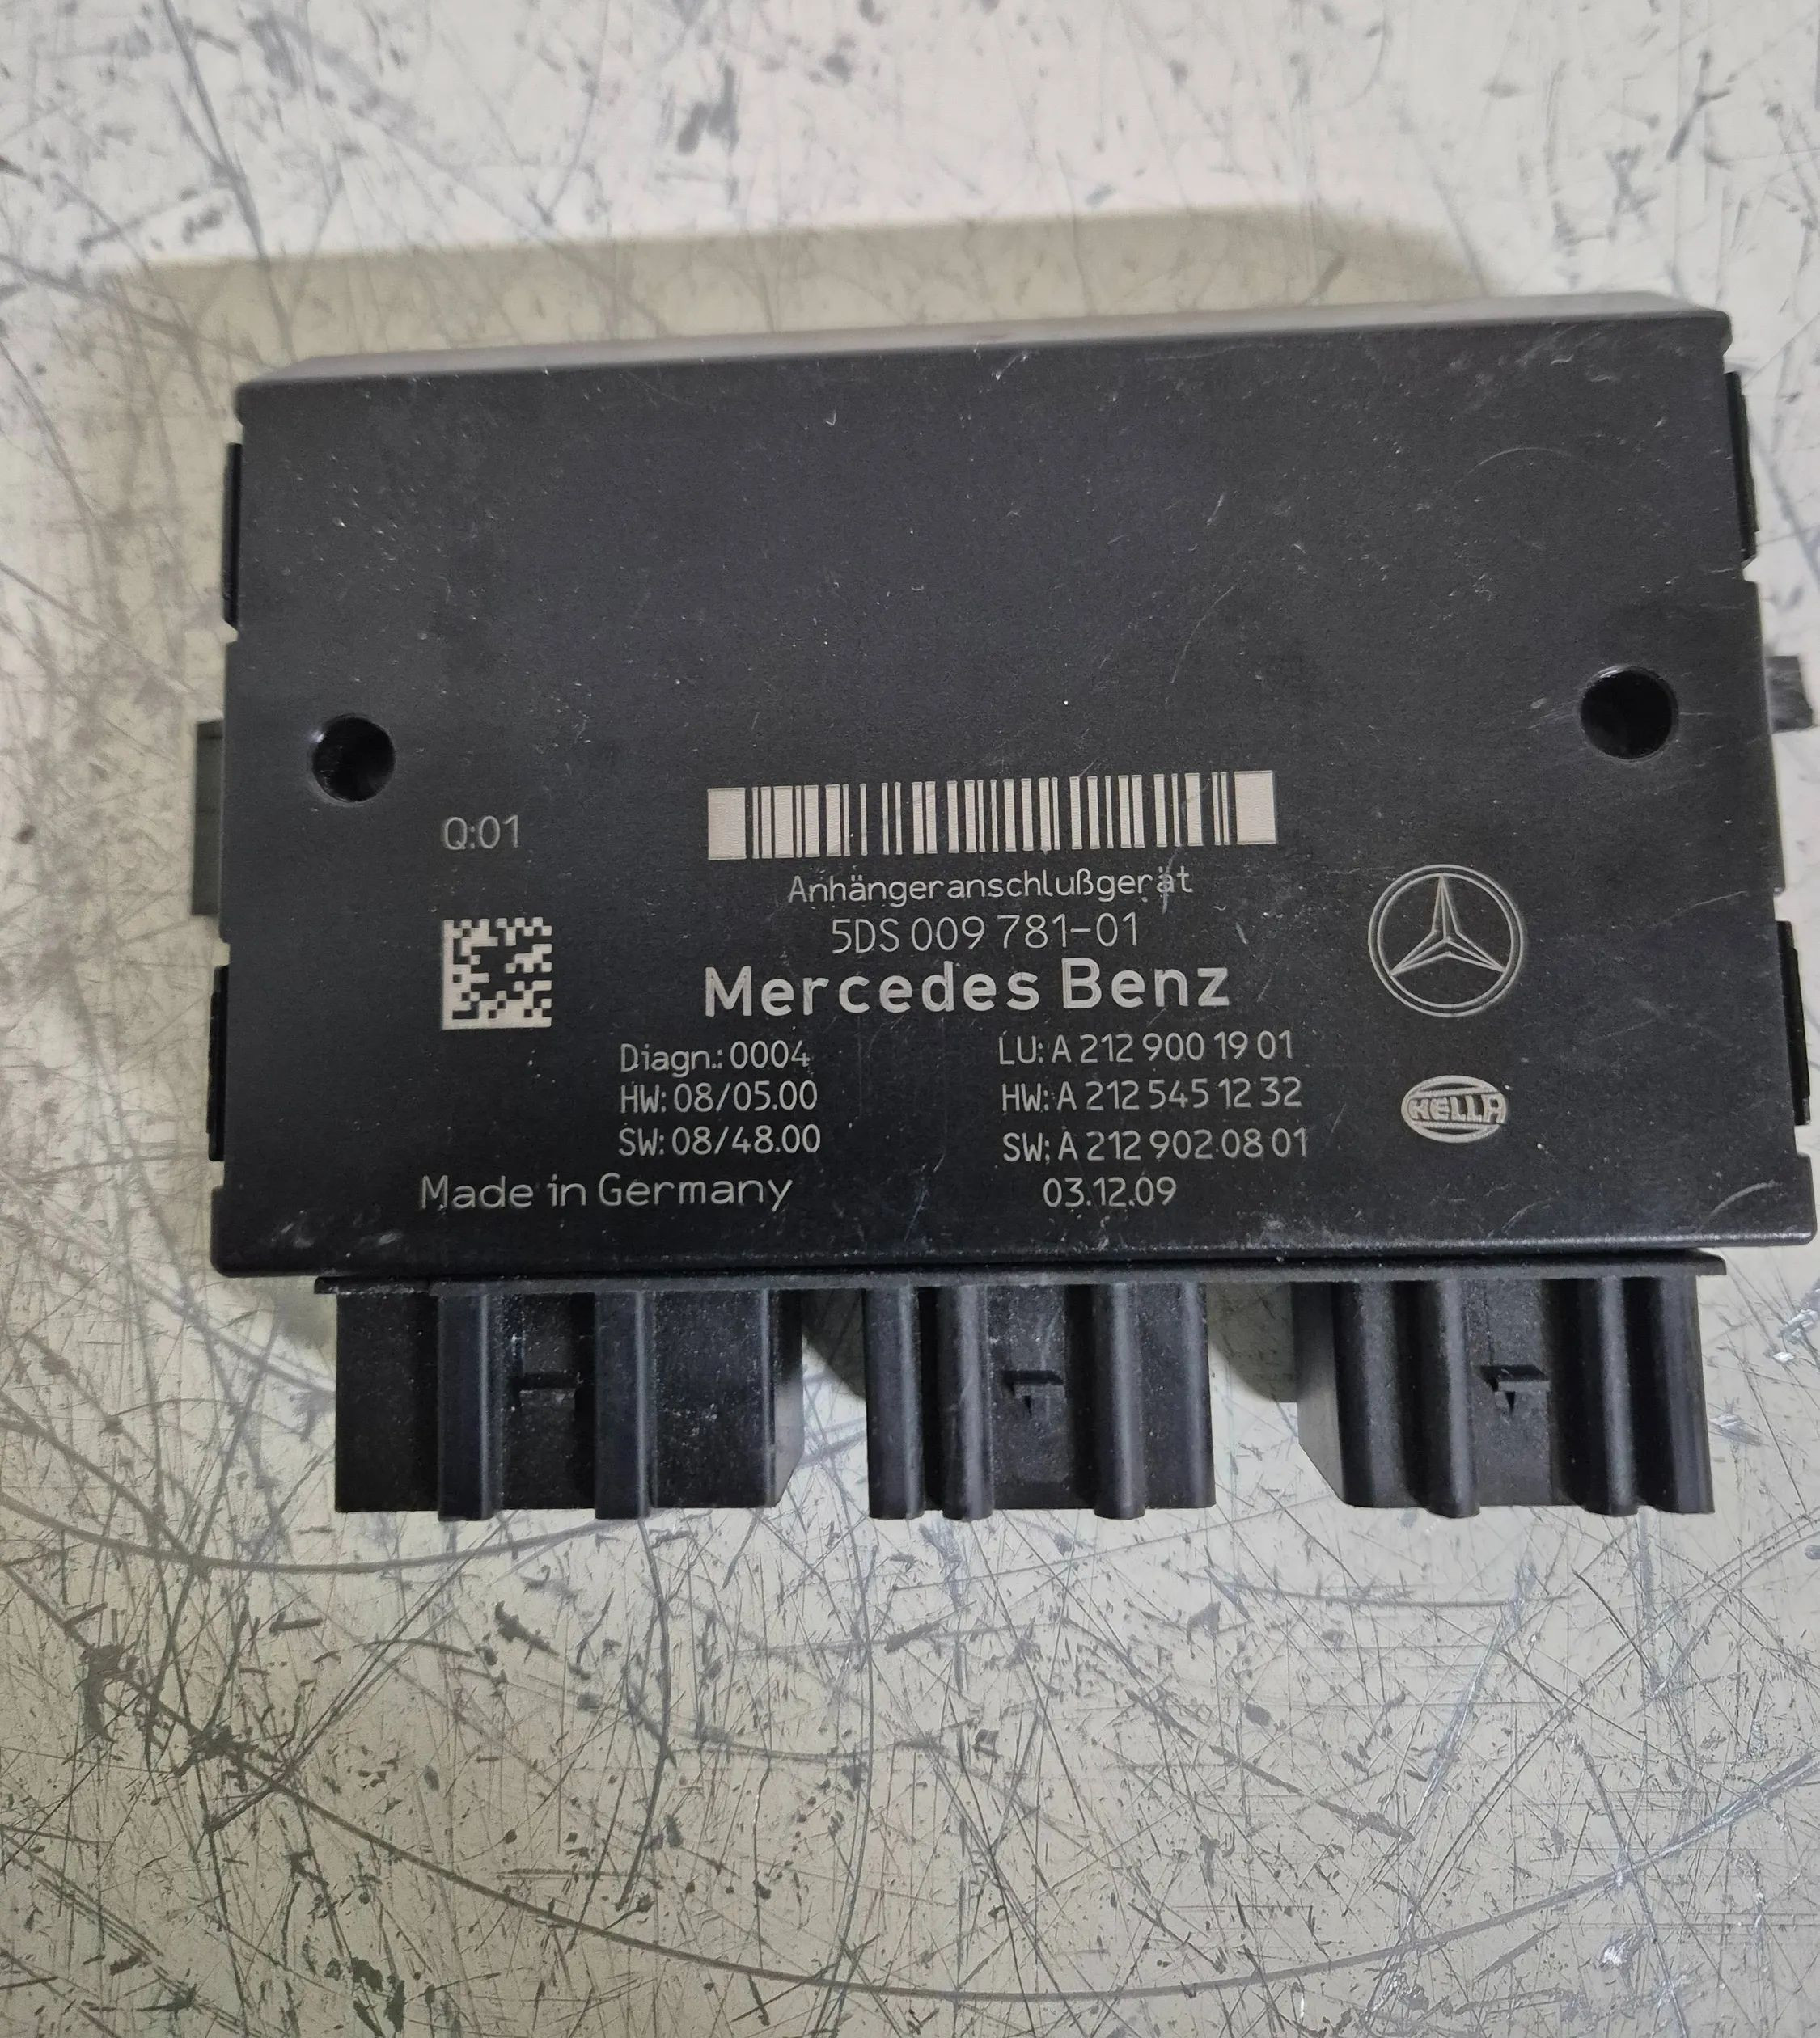 Q:01
Anhängeranschlußgerät
5DS 009 781-01
Mercedes Benz
Diagn.: 0004 LU: A 212 900 19 01
HW: 08/05.00 HW: A 212 545 12 32
SW: 08/48.00 SW: A 212 902 08 01
HELLA
Made in Germany 03.12.09